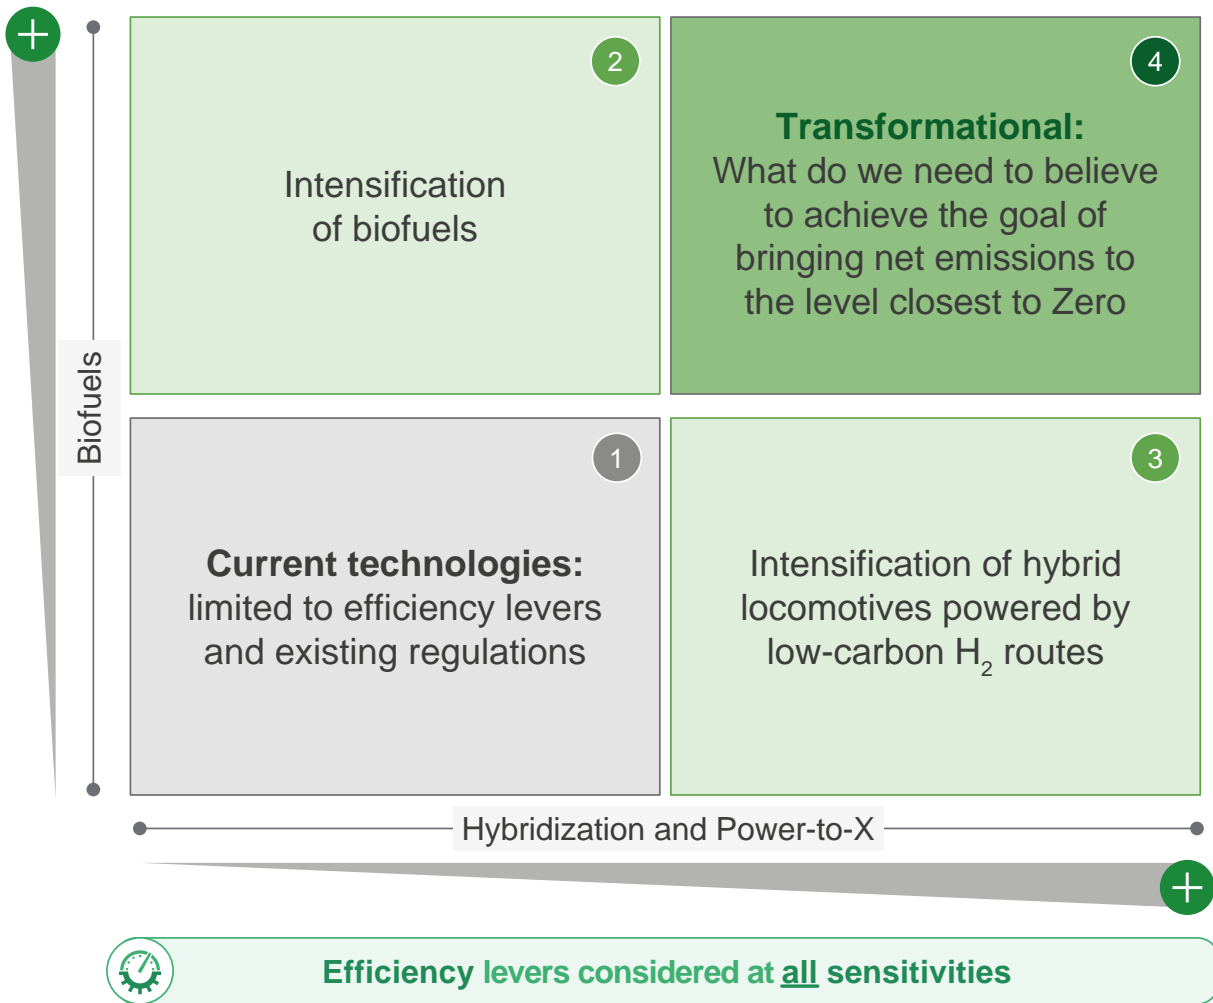 2
Intensification
of biofuels
4
Transformational:
What do we need to believe
to achieve the goal of
bringing net emissions to
the level closest to Zero
Biofuels
1
Current technologies:
limited to efficiency levers
and existing regulations
3
Intensification of hybrid
locomotives powered by
low-carbon H₂ routes
Hybridization and Power-to-X
Efficiency levers considered at all sensitivities